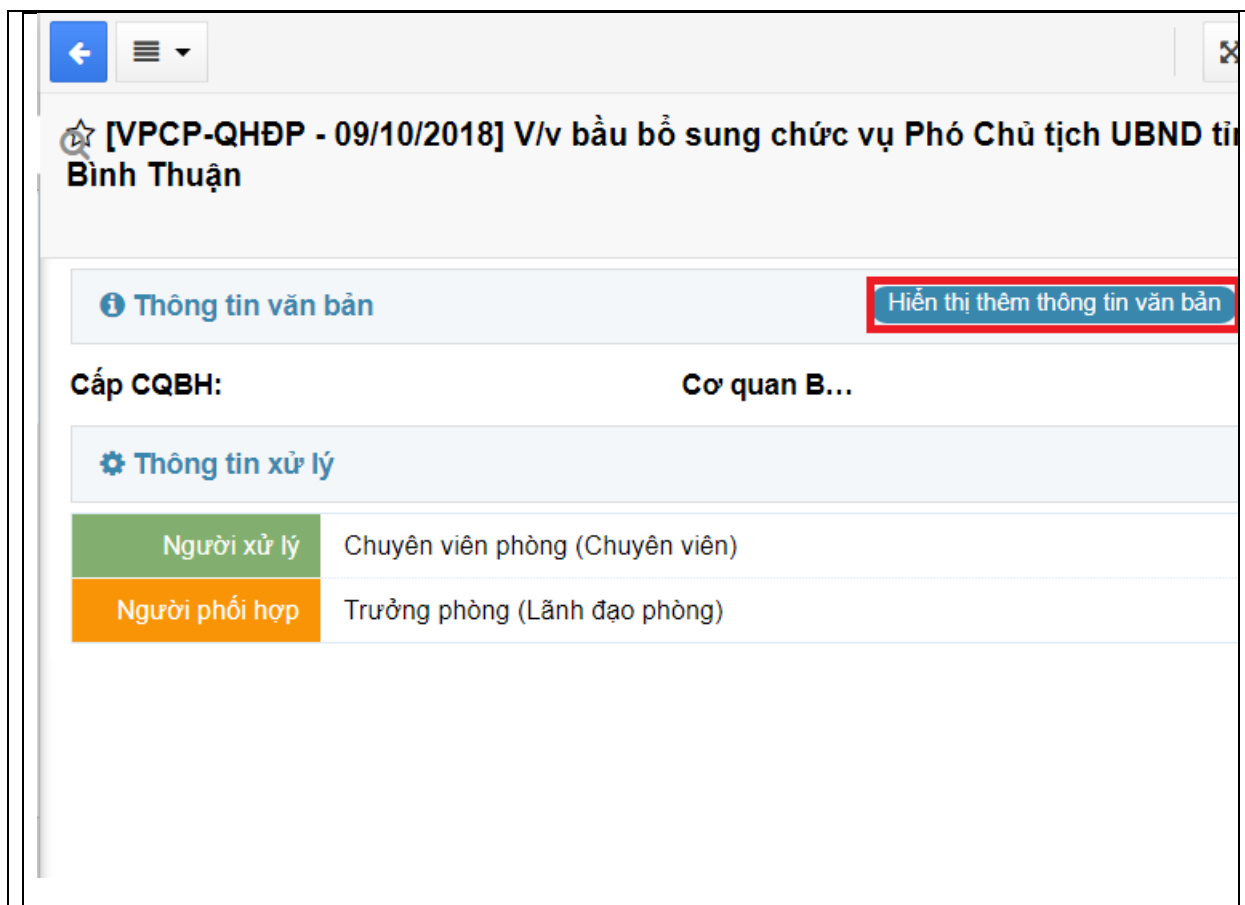 [VPCP-QHĐP - 09/10/2018] V/v bầu bổ sung chức vụ Phó Chủ tịch UBND
Bình Thuận
Thông tin văn bản
Hiển thị thêm thông tin văn bản
Cấp CQBH:
Cơ quan B...
Thông tin xử lý
Người xử lý
Chuyên viên phòng (Chuyên viên)
Người phối hợp
Trưởng phòng (Lãnh đạo phòng)